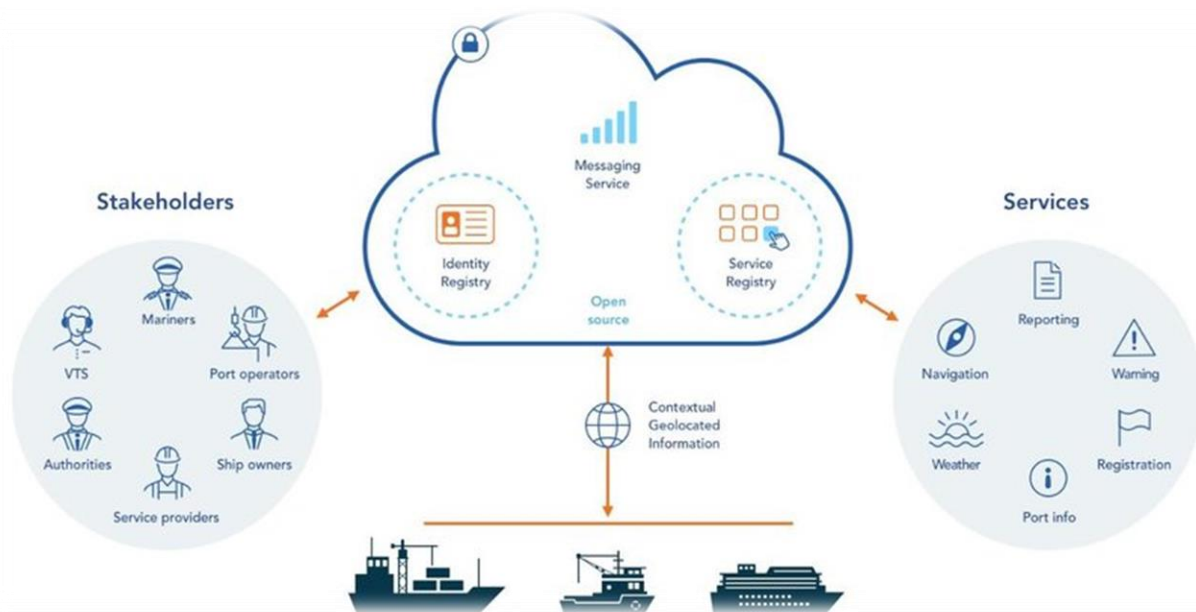 Messaging
Service
Identity
Registry
Service
Registry
Open
source
Stakeholders
Mariners
VTS
Port operators
Authorities
Ship owners
Service providers
Contextual
Geolocated
Information
Services
Reporting
Navigation
Warning
Weather
Registration
Port info